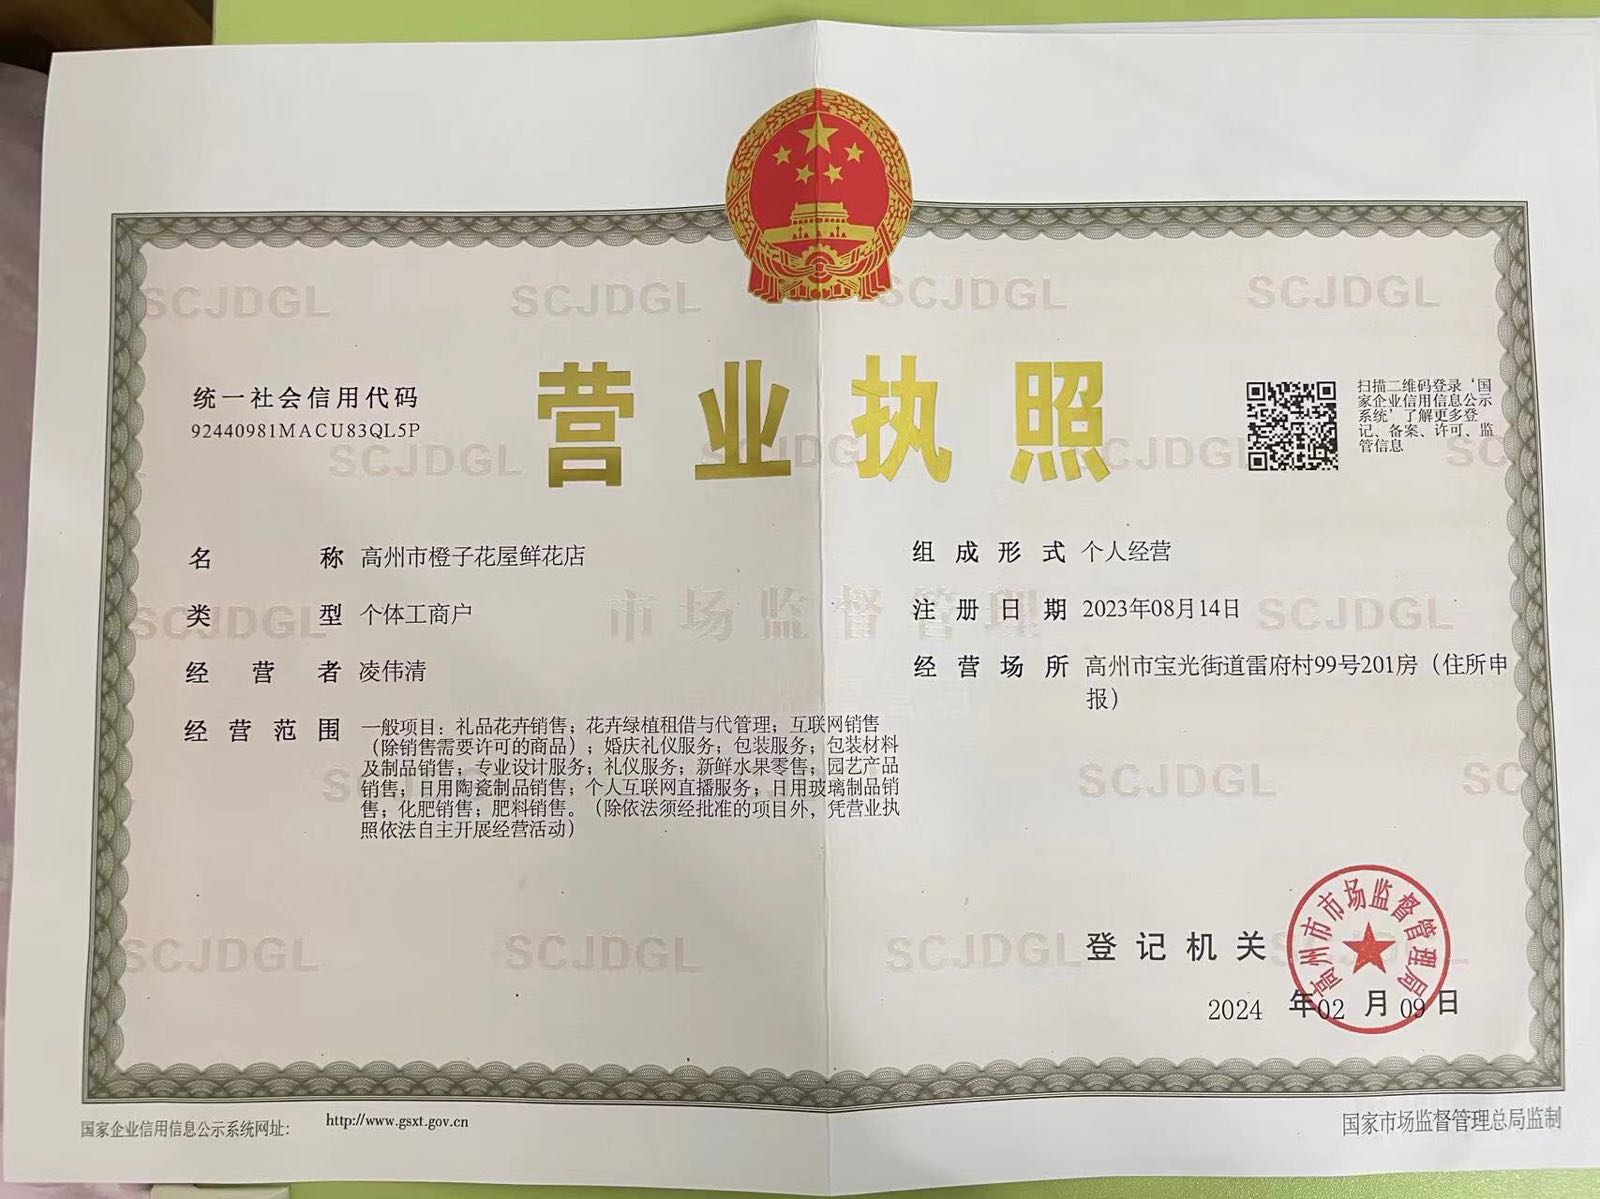 统一社会信用代码
92440981MACU83QL5P
营业执照
扫描二维码登录‘国
家企业信用信息公示
系统’了解更多登
记、备案、许可、监
管信息
名称 高州市橙子花屋鲜花店
类型 个体工商户
经营者 凌伟清
经营范围 一般项目：礼品花卉销售；花卉绿植租借与代管理；互联网销售
（除销售需要许可的商品）；婚庆礼仪服务；包装服务；包装材料
及制品销售；专业设计服务；礼仪服务；新鲜水果零售；园艺产品
销售；日用陶瓷制品销售；个人互联网直播服务；日用玻璃制品销
售；化肥销售；肥料销售。（除依法须经批准的项目外，凭营业执
照依法自主开展经营活动）
组成形式 个人经营
注册日期 2023年08月14日
经营场所 高州市宝光街道雷府村99号201房（住所申
报）
市场监督管理
SCJDGL SCJDGL SCJDGL SCJDGL
SCJDGL SCJDGL SCJDGL
SCJDGL SCJDGL
SCJDGL
SCJDGL SCJDGL SCJDGL
登记机关
高州市市场监督管理局
2024 年02 月 09 日
国家企业信用信息公示系统网址： http://www.gsxt.gov.cn
国家市场监督管理总局监制